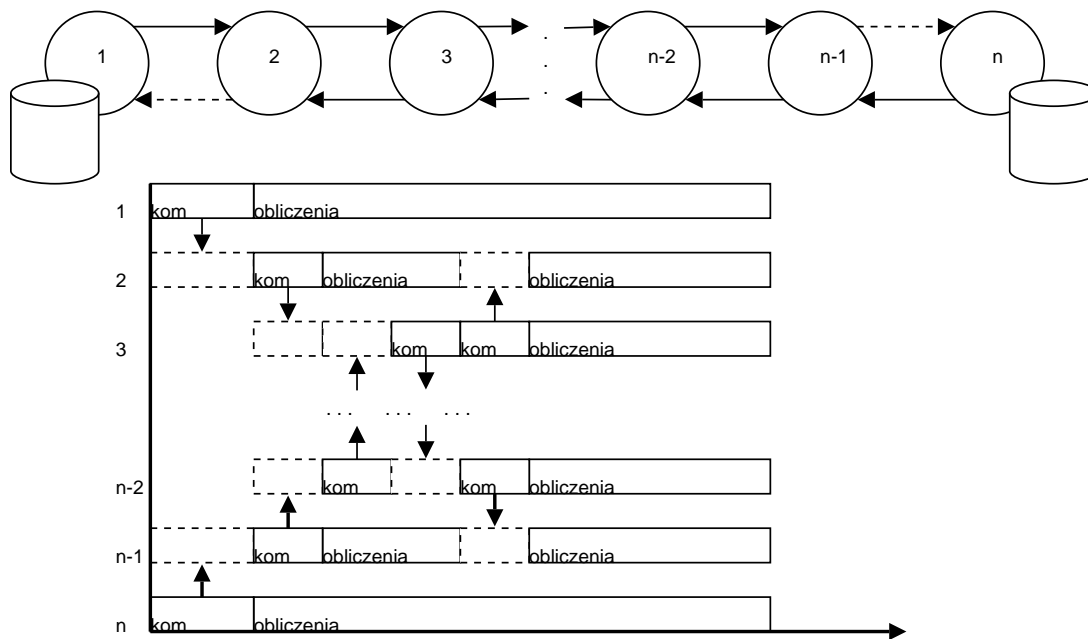 1 2 3 . . . n-2 n-1 n
1 kom obliczenia
2 kom obliczenia obliczenia
3 kom kom obliczenia
. . . . . . . . .
n-2 kom kom obliczenia
n-1 kom obliczenia obliczenia
n kom obliczenia